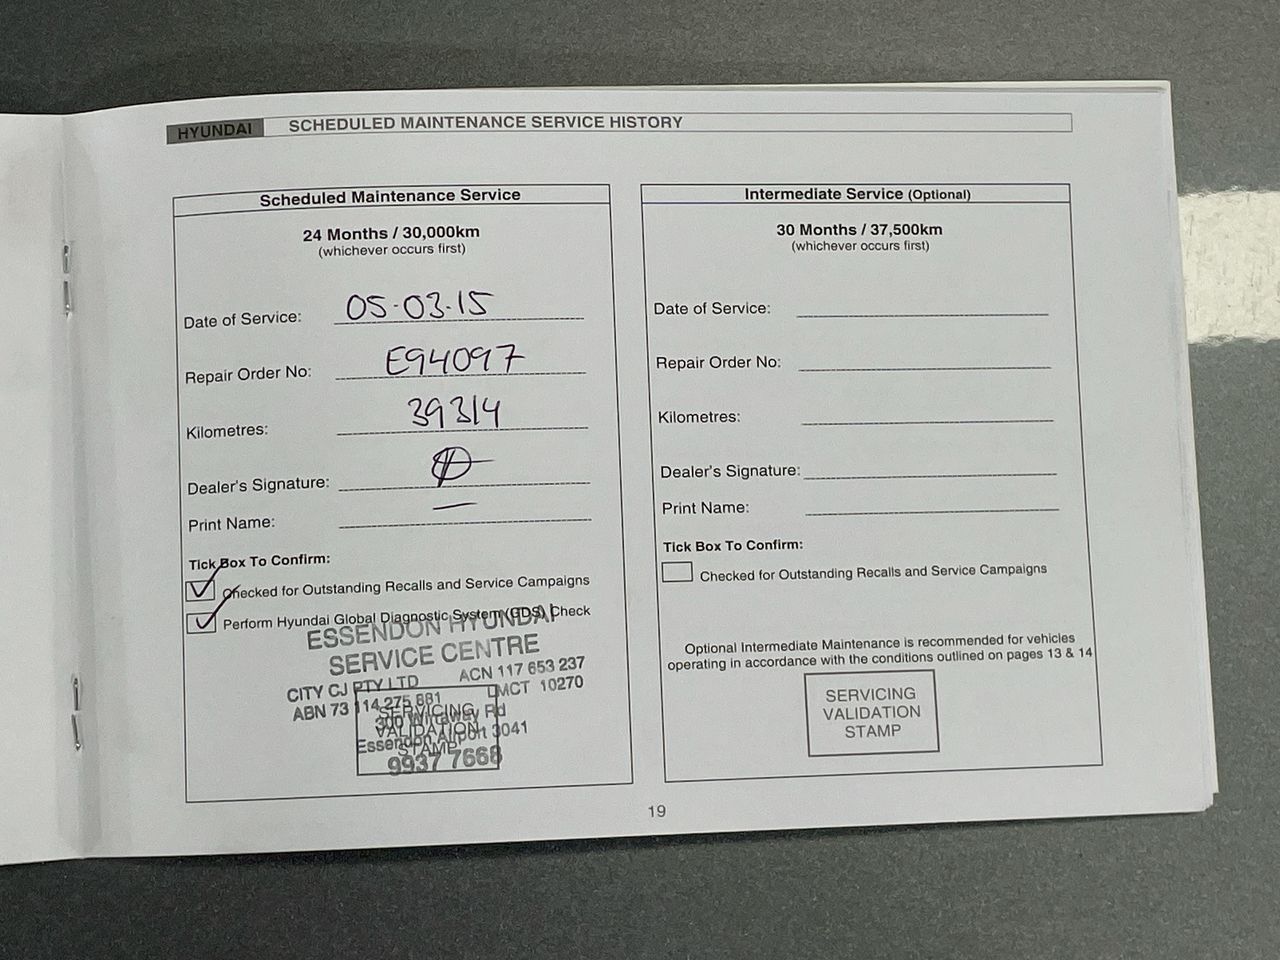 HYUNDAI SCHEDULED MAINTENANCE SERVICE HISTORY
Scheduled Maintenance Service
24 Months / 30,000km
(whichever occurs first)
Date of Service: 05-03-15
Repair Order No: E94097
Kilometres: 39314
Dealer's Signature:
Print Name: —
Tick Box To Confirm:
Checked for Outstanding Recalls and Service Campaigns
Perform Hyundai Global Diagnostic System (GDS) Check
ESSENDON HYUNDAI
SERVICE CENTRE
CITY CJ PTY LTD ACN 117 653 237
ABN 73 114 275 881 LMCT 10270
300 Wirraway Rd
Essendon Airport 3041
9937 7668
SERVICING
VALIDATION
STAMP
Intermediate Service (Optional)
30 Months / 37,500km
(whichever occurs first)
Date of Service:
Repair Order No:
Kilometres:
Dealer's Signature:
Print Name:
Tick Box To Confirm:
Checked for Outstanding Recalls and Service Campaigns
Optional Intermediate Maintenance is recommended for vehicles
operating in accordance with the conditions outlined on pages 13 & 14
SERVICING
VALIDATION
STAMP
19